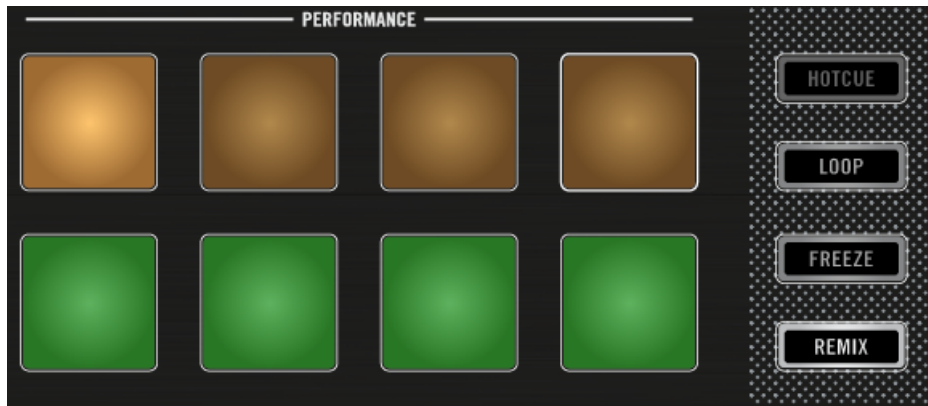 PERFORMANCE
HOTCUE
LOOP
FREEZE
REMIX